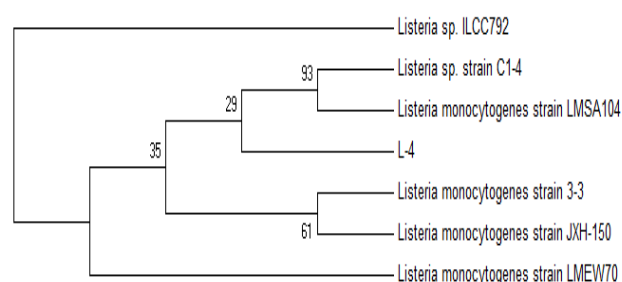 Listeria sp. ILCC792
93
Listeria sp. strain C1-4
29
Listeria monocytogenes strain LMSA104
35
L-4
Listeria monocytogenes strain 3-3
61
Listeria monocytogenes strain JXH-150
Listeria monocytogenes strain LMEW70